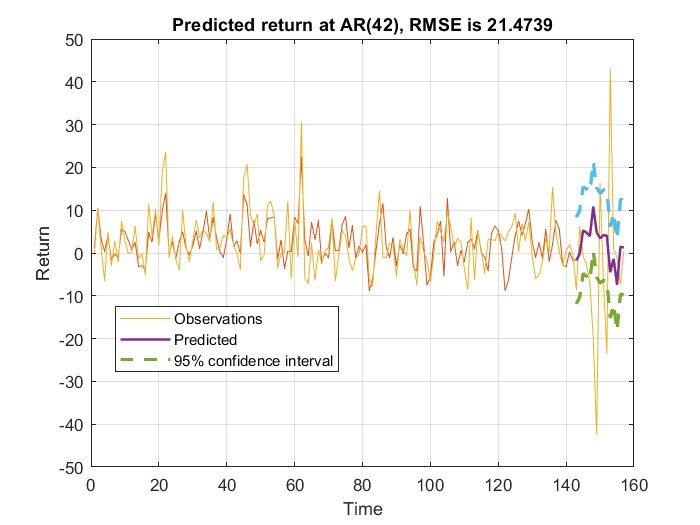 Predicted return at AR(42), RMSE is 21.4739
50
40
30
20
10
0
-10
-20
-30
-40
-50
Return
Observations
Predicted
95% confidence interval
0 20 40 60 80 100 120 140 160
Time